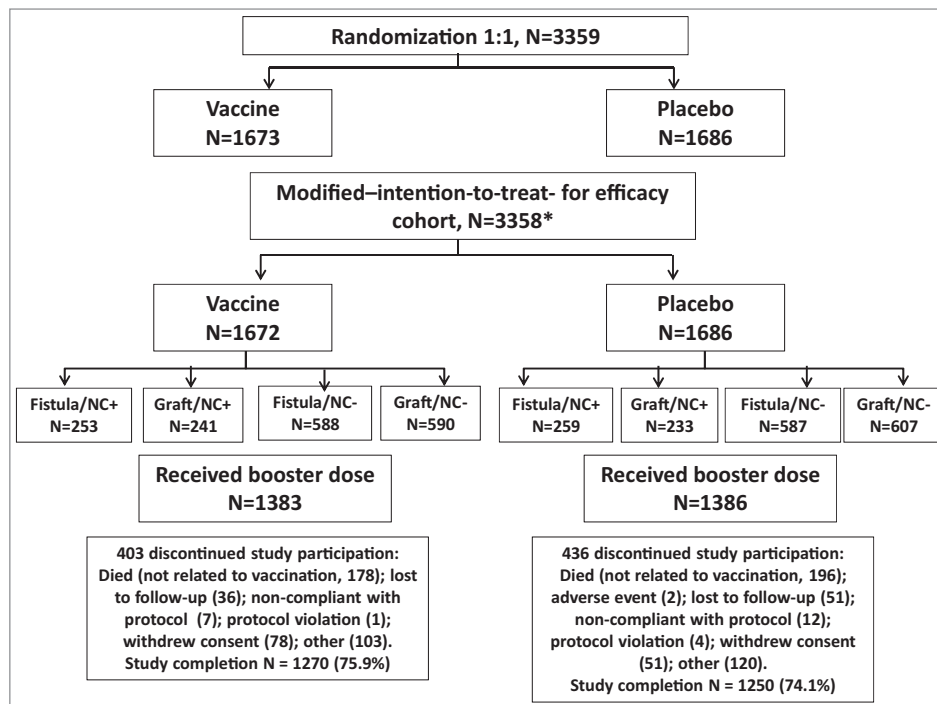 Randomization 1:1, N=3359
Vaccine
N=1673
Placebo
N=1686
Modified–intention-to-treat- for efficacy
cohort, N=3358*
Vaccine
N=1672
Placebo
N=1686
Fistula/NC+
N=253
Graft/NC+
N=241
Fistula/NC-
N=588
Graft/NC-
N=590
Fistula/NC+
N=259
Graft/NC+
N=233
Fistula/NC-
N=587
Graft/NC-
N=607
Received booster dose
N=1383
Received booster dose
N=1386
403 discontinued study participation:
Died (not related to vaccination, 178); lost
to follow-up (36); non-compliant with
protocol (7); protocol violation (1);
withdrew consent (78); other (103).
Study completion N = 1270 (75.9%)
436 discontinued study participation:
Died (not related to vaccination, 196);
adverse event (2); lost to follow-up (51);
non-compliant with protocol (12);
protocol violation (4); withdrew consent
(51); other (120).
Study completion N = 1250 (74.1%)